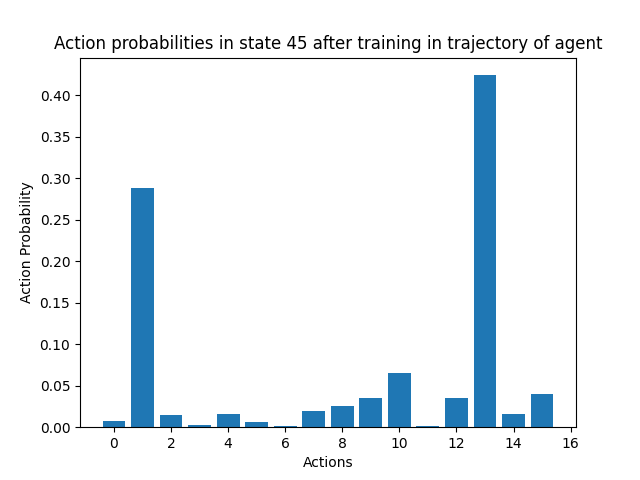 Action probabilities in state 45 after training in trajectory of agent
0.40
0.35
0.30
0.25
0.20
0.15
0.10
0.05
0.00
Action Probability
0 2 4 6 8 10 12 14 16
Actions